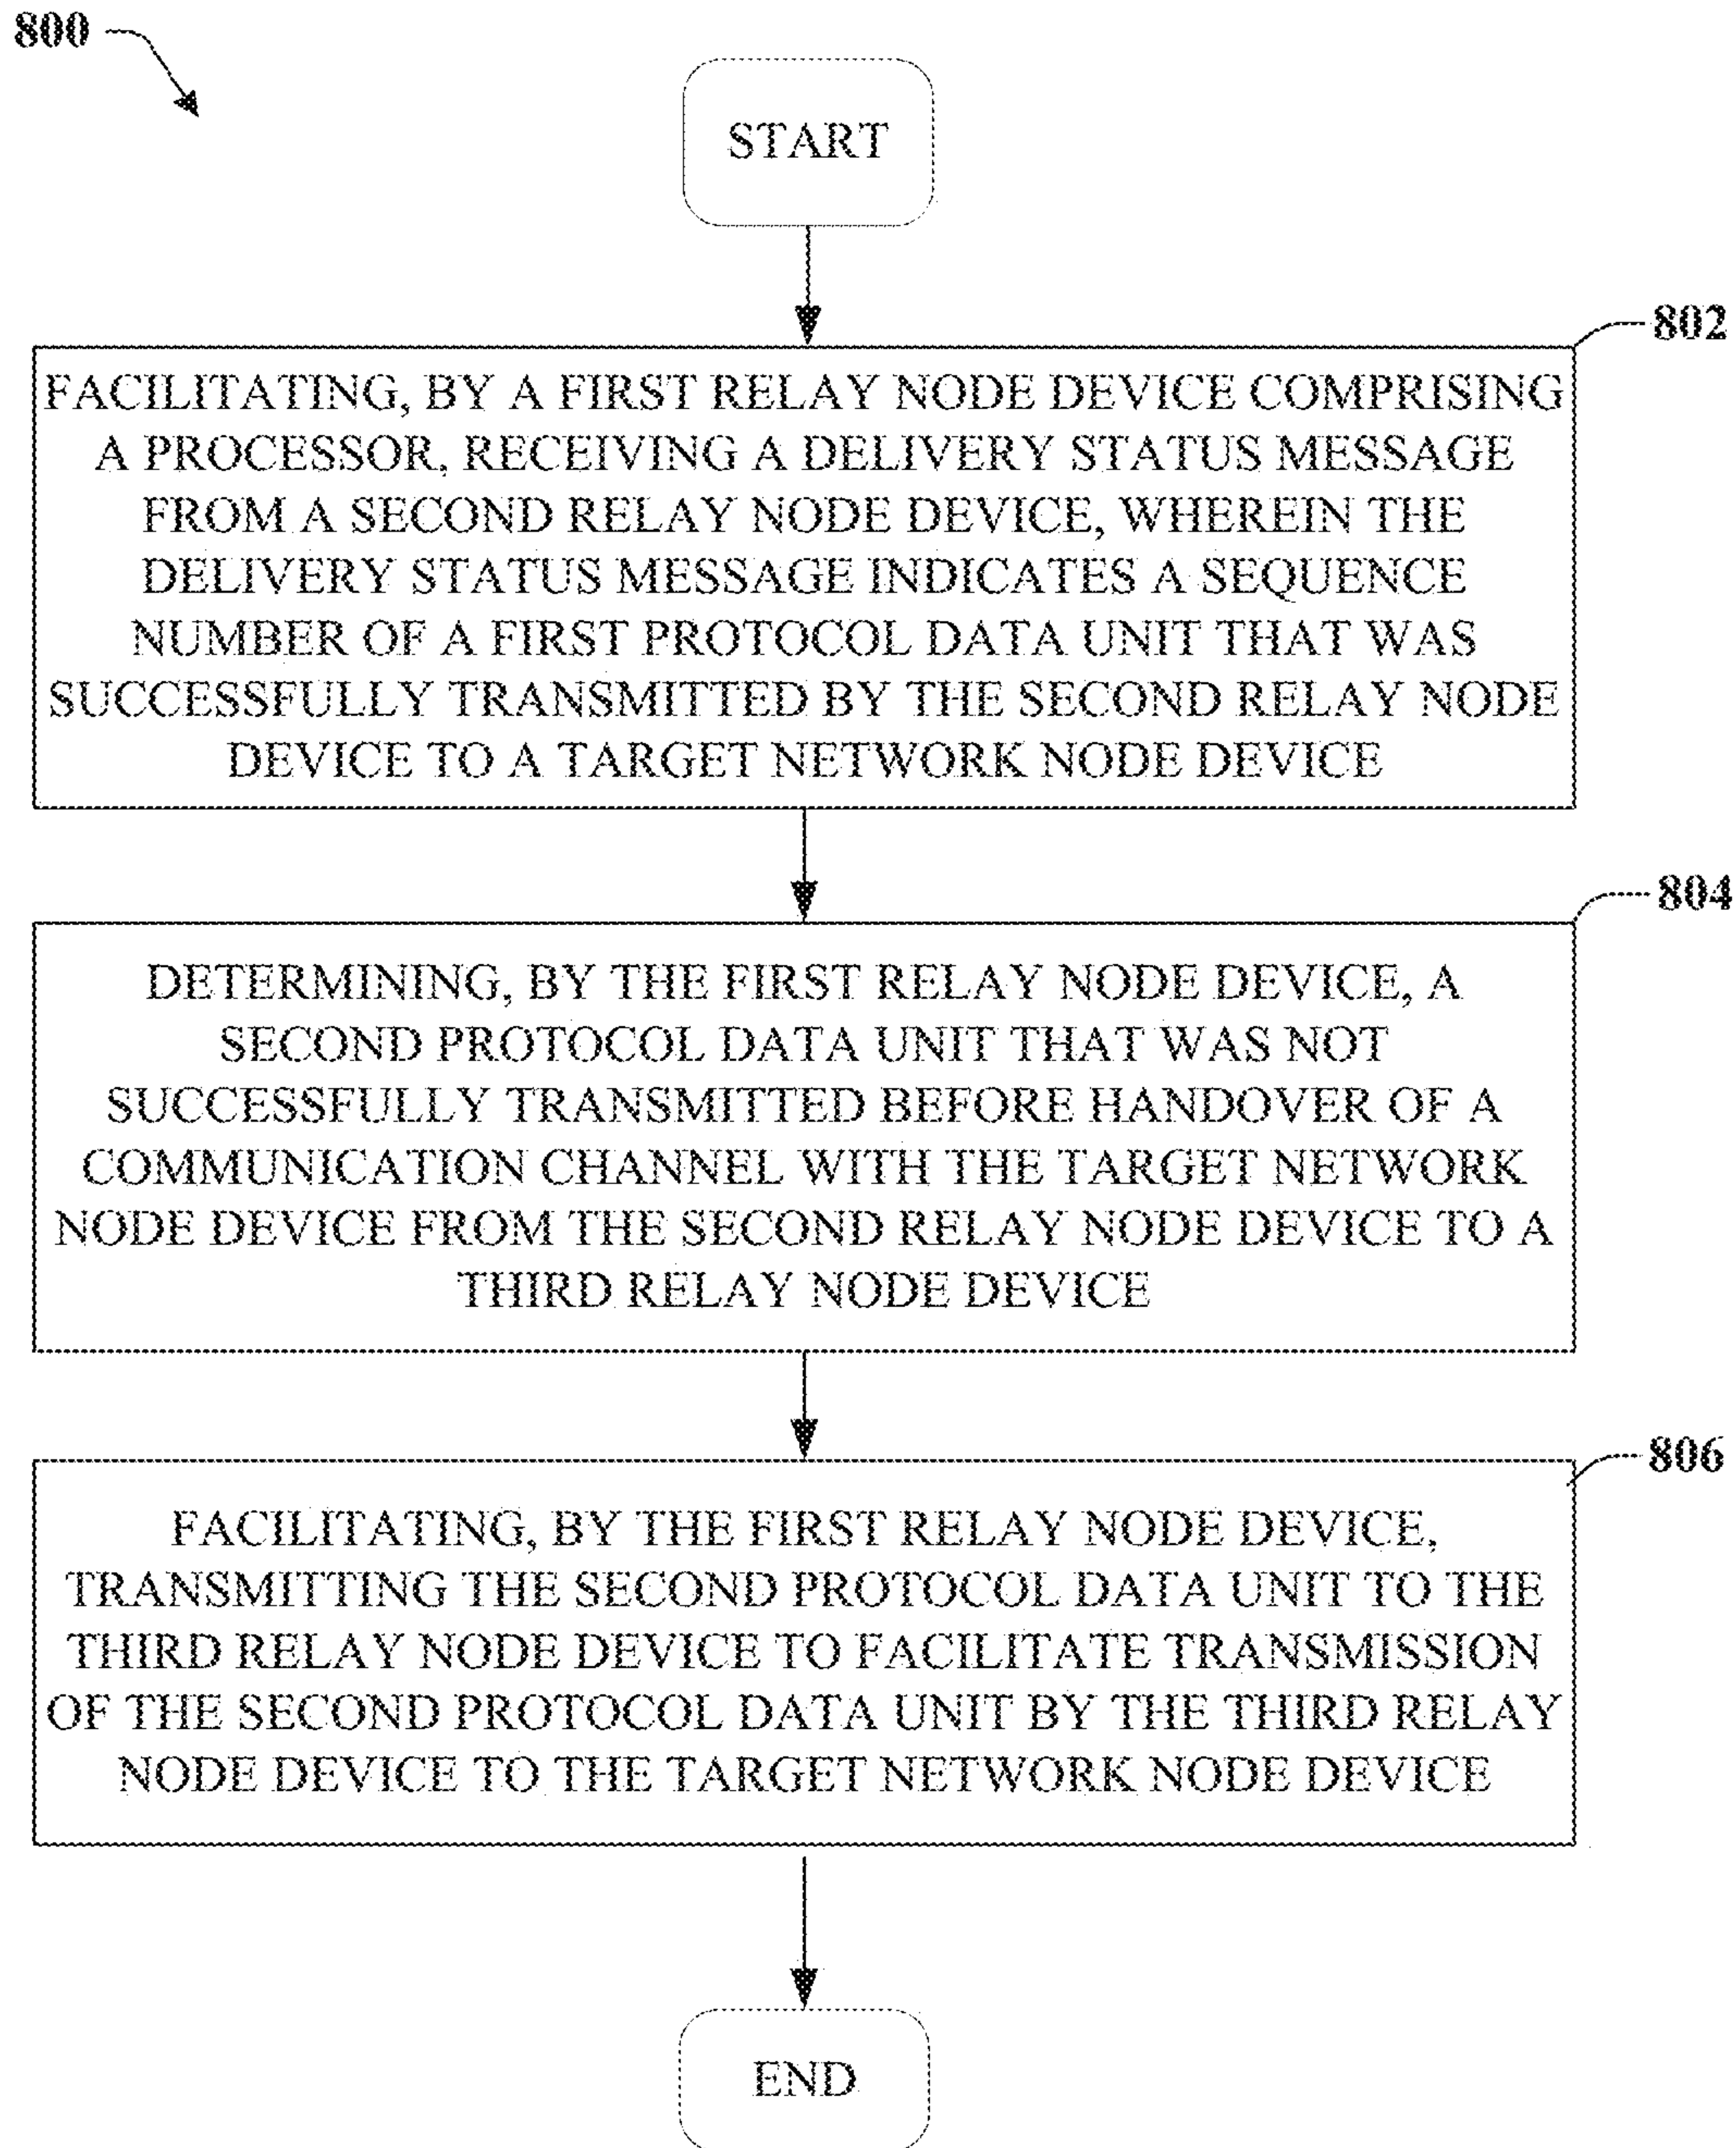 800
START
802
FACILITATING, BY A FIRST RELAY NODE DEVICE COMPRISING
A PROCESSOR, RECEIVING A DELIVERY STATUS MESSAGE
FROM A SECOND RELAY NODE DEVICE, WHEREIN THE
DELIVERY STATUS MESSAGE INDICATES A SEQUENCE
NUMBER OF A FIRST PROTOCOL DATA UNIT THAT WAS
SUCCESSFULLY TRANSMITTED BY THE SECOND RELAY NODE
DEVICE TO A TARGET NETWORK NODE DEVICE
804
DETERMINING, BY THE FIRST RELAY NODE DEVICE, A
SECOND PROTOCOL DATA UNIT THAT WAS NOT
SUCCESSFULLY TRANSMITTED BEFORE HANDOVER OF A
COMMUNICATION CHANNEL WITH THE TARGET NETWORK
NODE DEVICE FROM THE SECOND RELAY NODE DEVICE TO A
THIRD RELAY NODE DEVICE
806
FACILITATING, BY THE FIRST RELAY NODE DEVICE,
TRANSMITTING THE SECOND PROTOCOL DATA UNIT TO THE
THIRD RELAY NODE DEVICE TO FACILITATE TRANSMISSION
OF THE SECOND PROTOCOL DATA UNIT BY THE THIRD RELAY
NODE DEVICE TO THE TARGET NETWORK NODE DEVICE
END